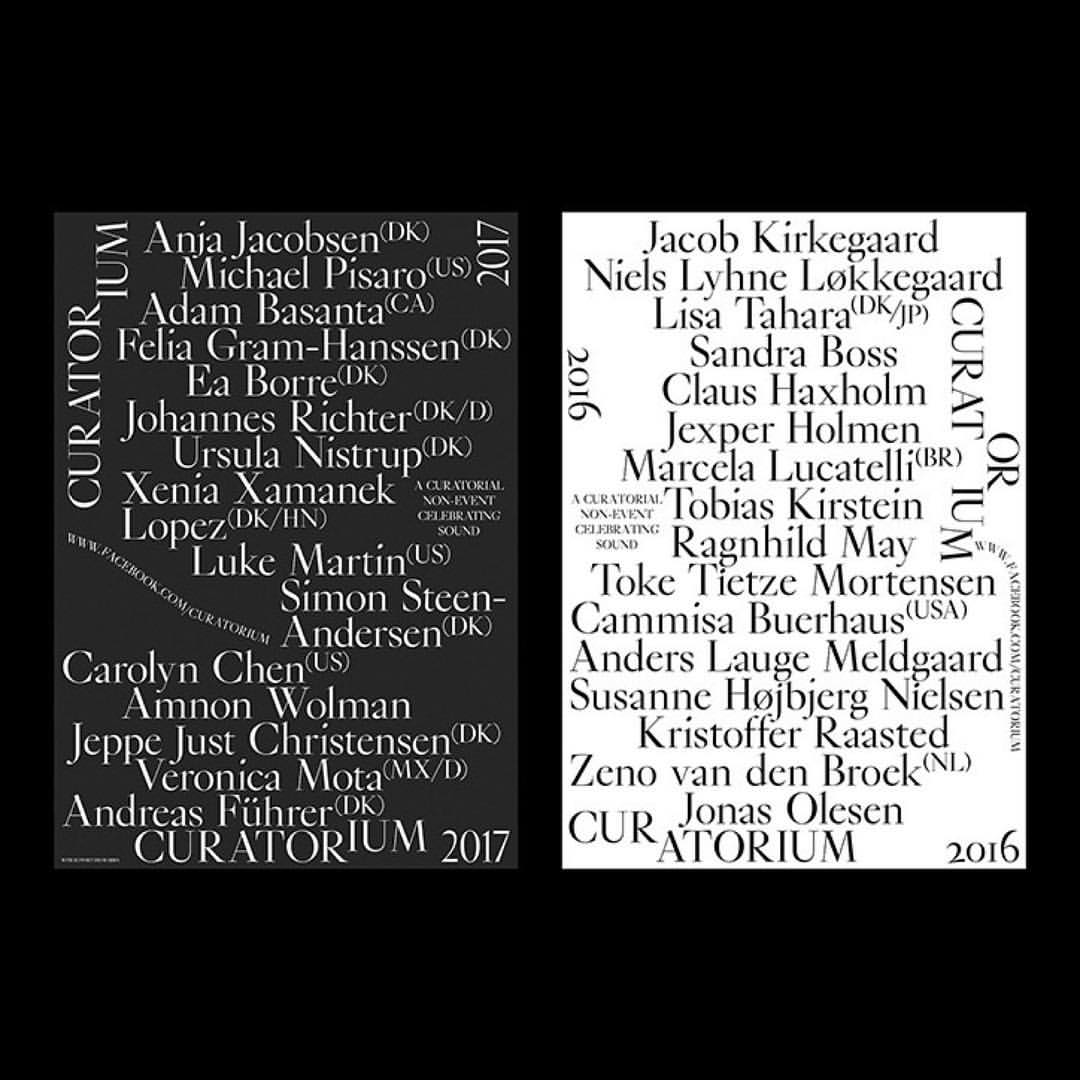 CURATORIUM
Anja Jacobsen(DK)
2017
Michael Pisaro(US)
Adam Basanta(CA)
Felia Gram-Hanssen(DK)
Ea Borre(DK)
Johannes Richter(DK/D)
Ursula Nistrup(DK)
Xenia Xamanek
Lopez(DK/HN)
A CURATORIAL
NON-EVENT
CELEBRATING
SOUND
WWW.FACEBOOK.COM/CURATORIUM
Luke Martin(US)
Simon Steen-
Andersen(DK)
Carolyn Chen(US)
Amnon Wolman
Jeppe Just Christensen(DK)
Veronica Mota(MX/D)
Andreas Führer(DK)
CURATORIUM 2017
Jacob Kirkegaard
Niels Lyhne Løkkegaard
Lisa Tahara(DK/JP)
Sandra Boss
Claus Haxholm
Jexper Holmen
Marcela Lucatelli(BR)
Tobias Kirstein
Ragnhild May
Toke Tietze Mortensen
Cammisa Buerhaus(USA)
Anders Lauge Meldgaard
Susanne Højbjerg Nielsen
Kristoffer Raasted
Zeno van den Broek(NL)
Jonas Olesen
2016
CURATORIUM
A CURATORIAL
NON-EVENT
CELEBRATING
SOUND
WWW.FACEBOOK.COM/CURATORIUM
CURATORIUM
2016